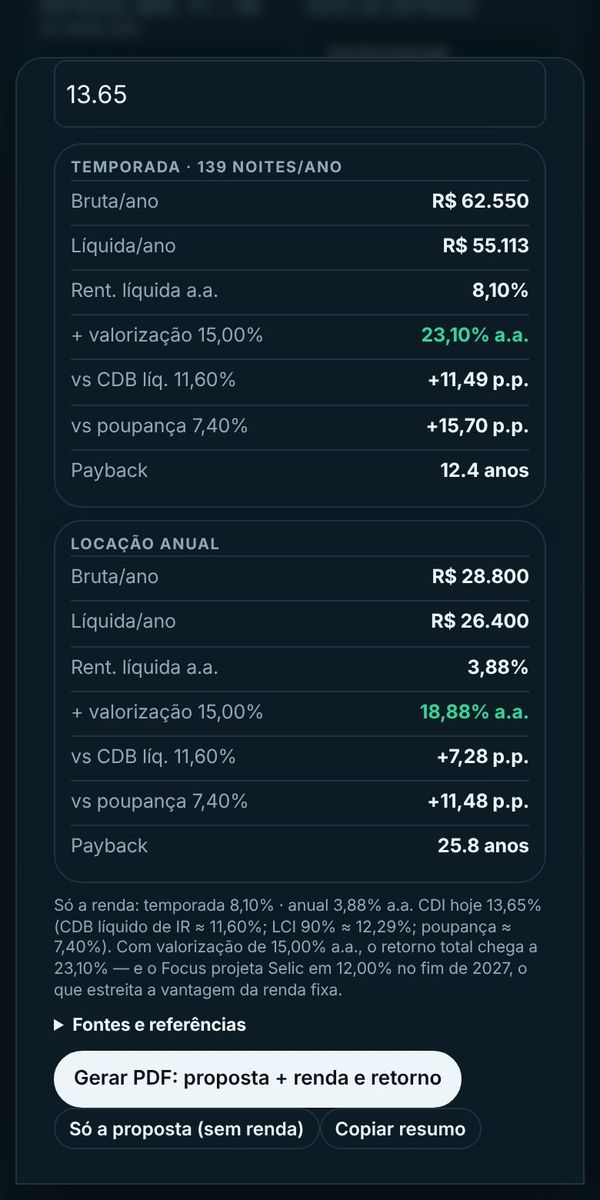 13.65
TEMPORADA · 139 NOITES/ANO
Bruta/ano R$ 62.550
Líquida/ano R$ 55.113
Rent. líquida a.a. 8,10%
+ valorização 15,00% 23,10% a.a.
vs CDB líq. 11,60% +11,49 p.p.
vs poupança 7,40% +15,70 p.p.
Payback 12.4 anos
LOCAÇÃO ANUAL
Bruta/ano R$ 28.800
Líquida/ano R$ 26.400
Rent. líquida a.a. 3,88%
+ valorização 15,00% 18,88% a.a.
vs CDB líq. 11,60% +7,28 p.p.
vs poupança 7,40% +11,48 p.p.
Payback 25.8 anos
Só a renda: temporada 8,10% · anual 3,88% a.a. CDI hoje 13,65%
(CDB líquido de IR ≈ 11,60%; LCI 90% ≈ 12,29%; poupança ≈
7,40%). Com valorização de 15,00% a.a., o retorno total chega a
23,10% — e o Focus projeta Selic em 12,00% no fim de 2027, o
que estreita a vantagem da renda fixa.
▶ Fontes e referências
Gerar PDF: proposta + renda e retorno
Só a proposta (sem renda) Copiar resumo